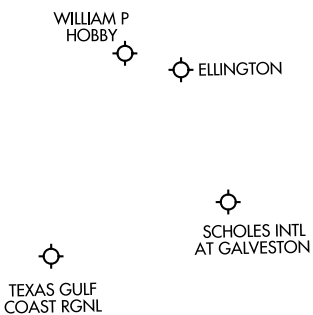 WILLIAM P
HOBBY
ELLINGTON
SCHOLES INTL
AT GALVESTON
TEXAS GULF
COAST RGNL